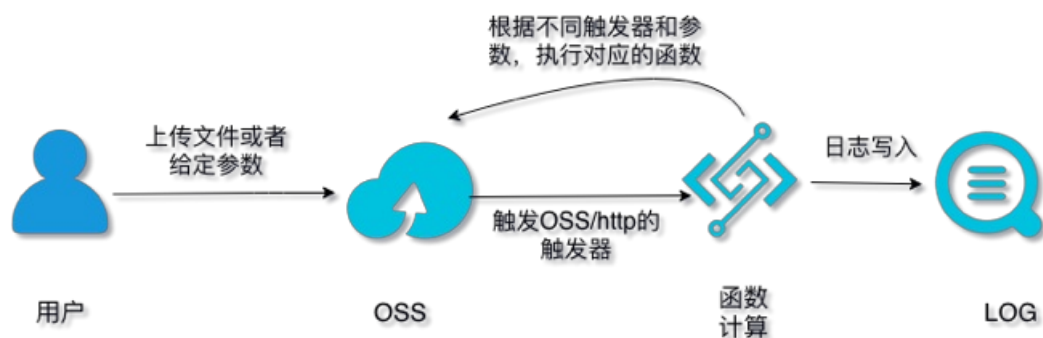 根据不同触发器和参
数，执行对应的函数
上传文件或者
给定参数
日志写入
触发OSS/http的
触发器
用户
OSS
函数
计算
LOG